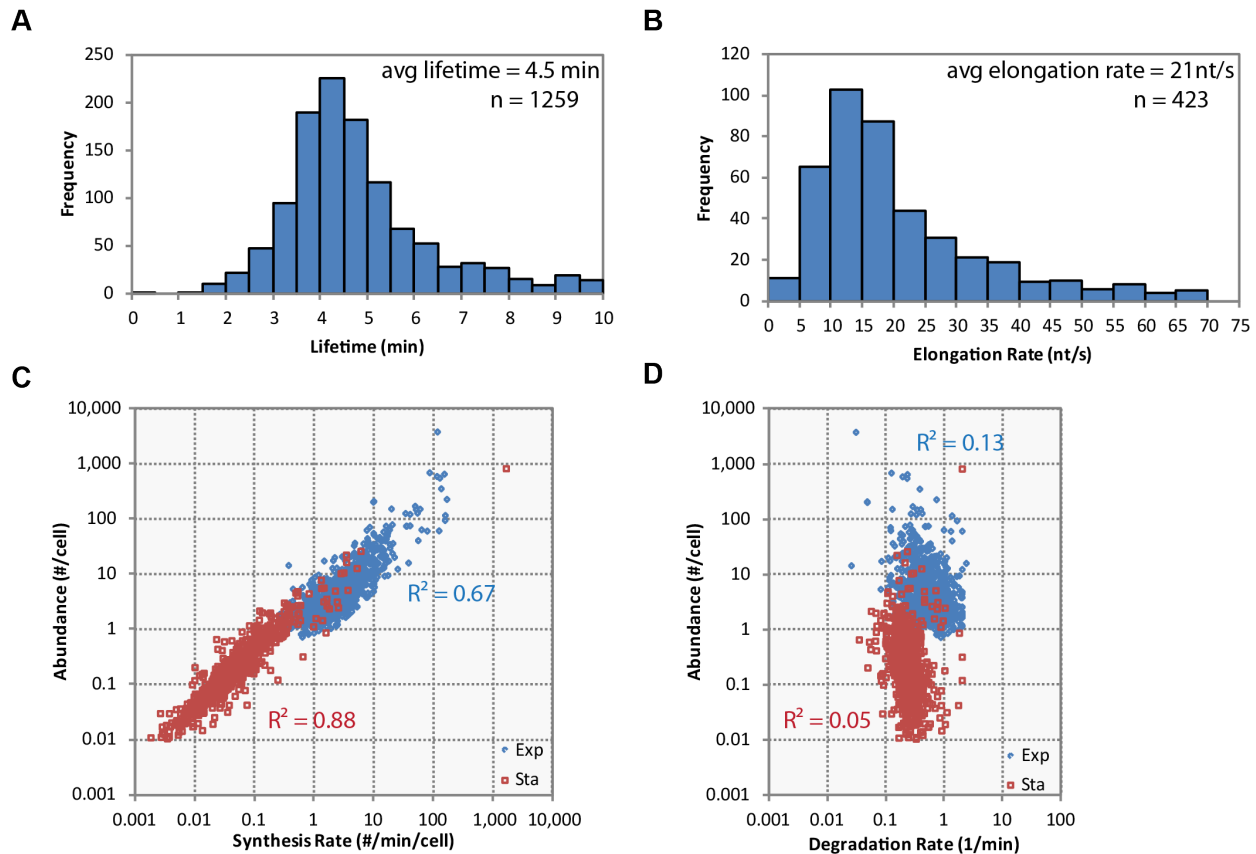 A
avg lifetime = 4.5 min
n = 1259
250
200
150
100
50
0
Frequency
0 1 2 3 4 5 6 7 8 9 10
Lifetime (min)
B
avg elongation rate = 21nt/s
n = 423
120
100
80
60
40
20
0
Frequency
0 5 10 15 20 25 30 35 40 45 50 55 60 65 70 75
Elongation Rate (nt/s)
C
10,000
1,000
100
10
1
0.1
0.01
0.001
Abundance (#/cell)
R² = 0.67
R² = 0.88
Exp
Sta
0.001 0.01 0.1 1 10 100 1,000 10,000
Synthesis Rate (#/min/cell)
D
10,000
1,000
100
10
1
0.1
0.01
0.001
Abundance (#/cell)
R² = 0.13
R² = 0.05
Exp
Sta
0.001 0.01 0.1 1 10 100
Degradation Rate (1/min)